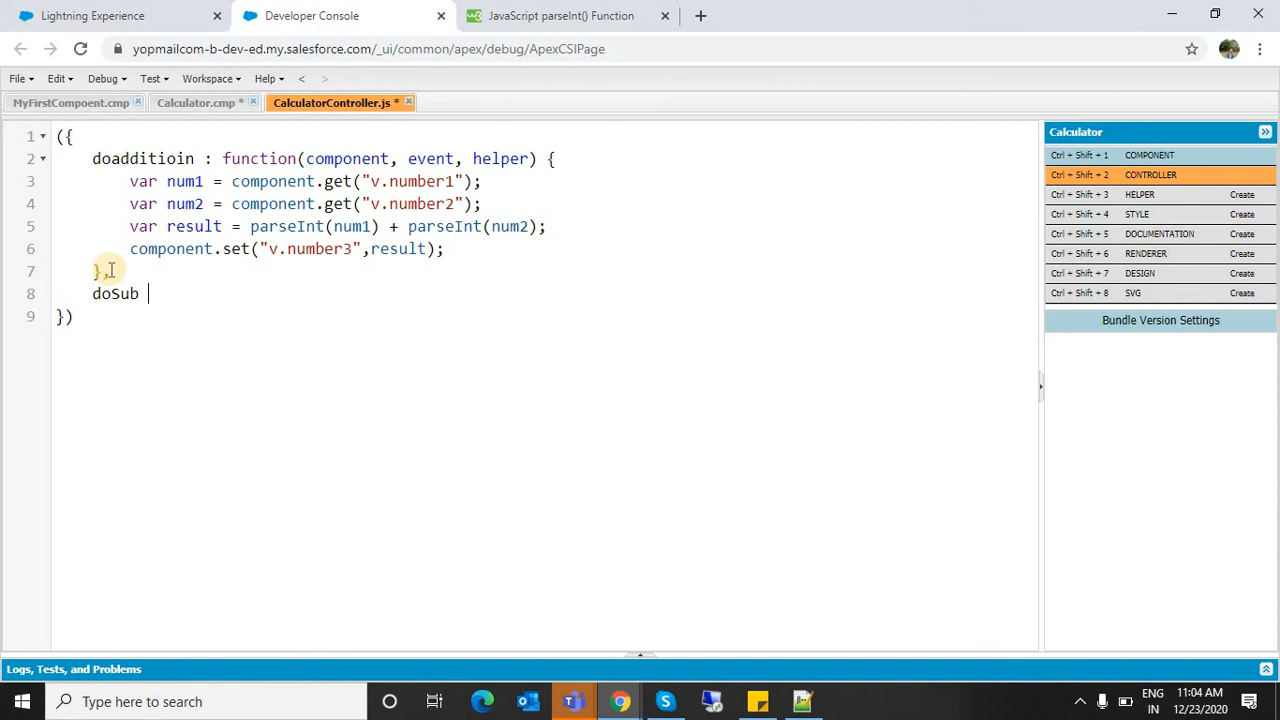 Lightning Experience
Developer Console
JavaScript parseInt() Function
yopmailcom-b-dev-ed.my.salesforce.com/_ui/common/apex/debug/ApexCSIPage
File Edit Debug Test Workspace Help < >
MyFirstCompoent.cmp Calculator.cmp * CalculatorController.js *
1 ({
2 doadditioin : function(component, event, helper) {
3 var num1 = component.get("v.number1");
4 var num2 = component.get("v.number2");
5 var result = parseInt(num1) + parseInt(num2);
6 component.set("v.number3",result);
7 },
8 doSub
9 })
Calculator
Ctrl + Shift + 1 COMPONENT
Ctrl + Shift + 2 CONTROLLER
Ctrl + Shift + 3 HELPER Create
Ctrl + Shift + 4 STYLE Create
Ctrl + Shift + 5 DOCUMENTATION Create
Ctrl + Shift + 6 RENDERER Create
Ctrl + Shift + 7 DESIGN Create
Ctrl + Shift + 8 SVG Create
Bundle Version Settings
Logs, Tests, and Problems
Type here to search
ENG
IN
11:04 AM
12/23/2020